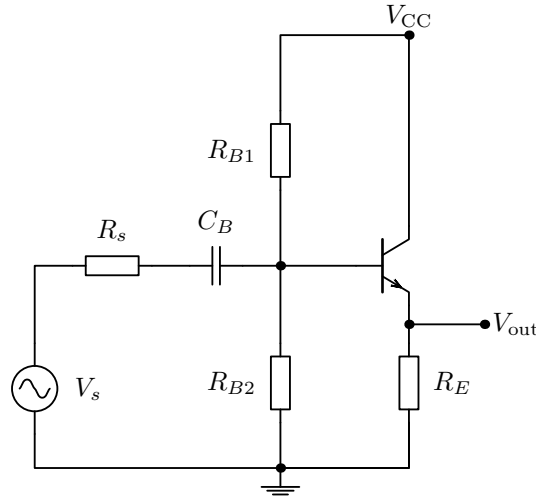 V_CC
R_B1
C_B
R_s
V_out
R_B2
R_E
V_s